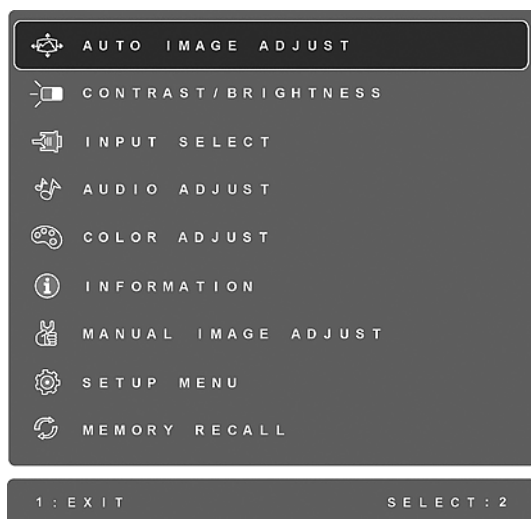 AUTO IMAGE ADJUST
CONTRAST/BRIGHTNESS
INPUT SELECT
AUDIO ADJUST
COLOR ADJUST
INFORMATION
MANUAL IMAGE ADJUST
SETUP MENU
MEMORY RECALL
1:EXIT SELECT:2